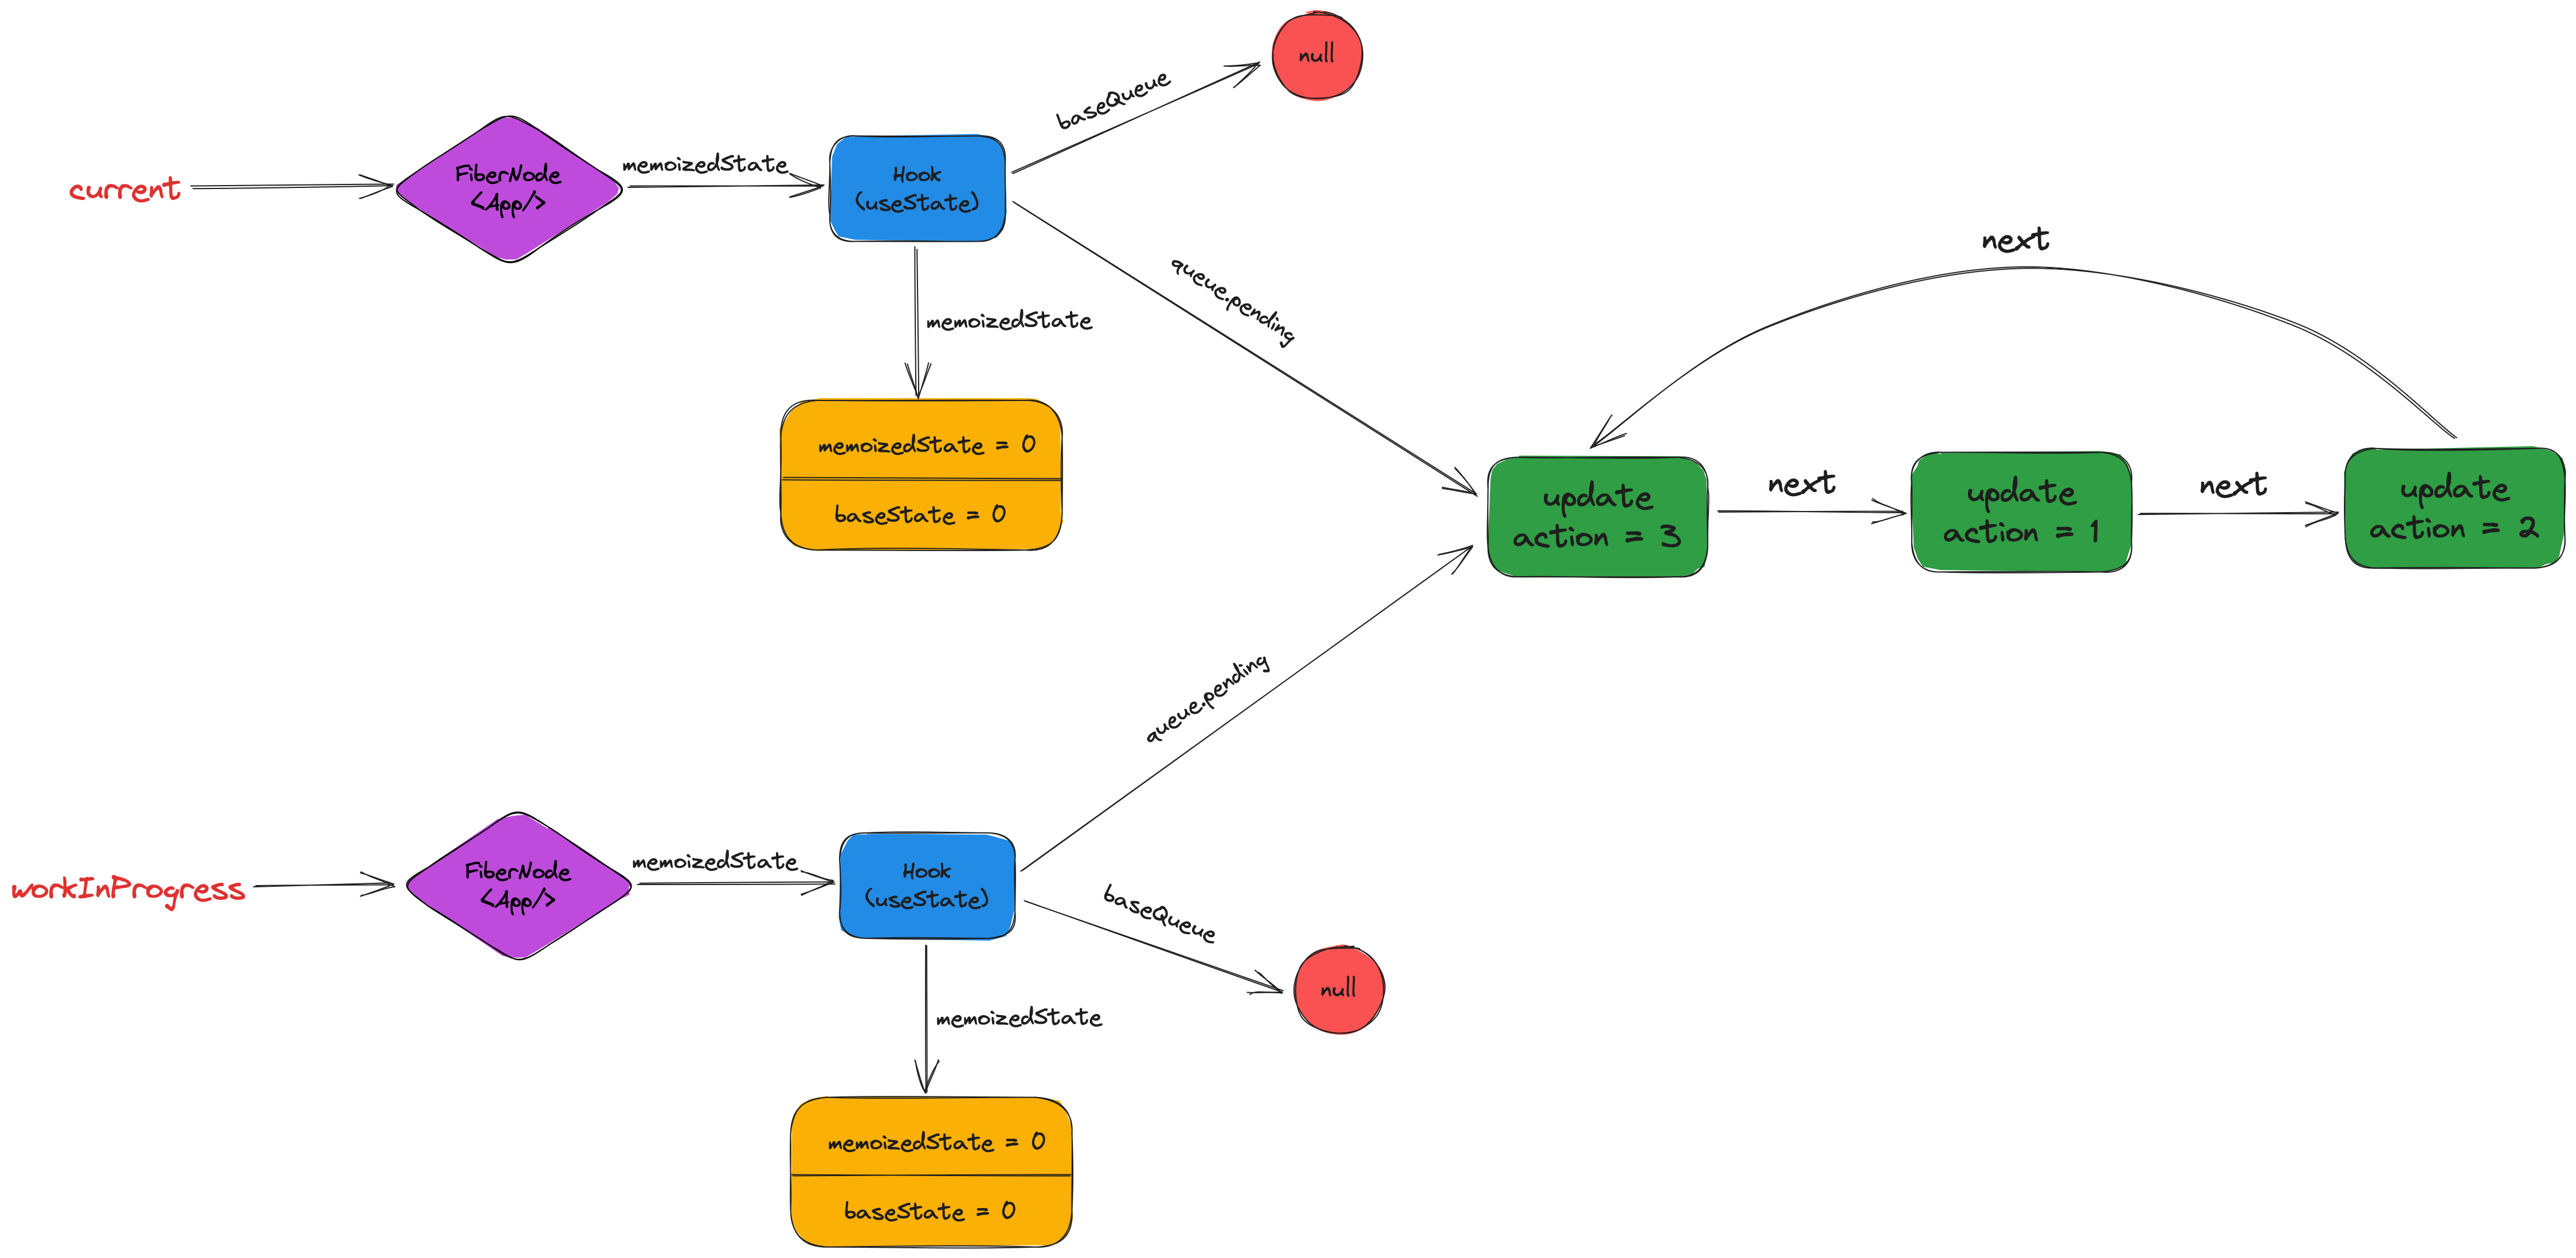 null
baseQueue
current
FiberNode
<App/>
memoizedState
Hook
(useState)
queue.pending
next
memoizedState
memoizedState = 0
baseState = 0
update
action = 3
next
update
action = 1
next
update
action = 2
queue.pending
workInProgress
FiberNode
<App/>
memoizedState
Hook
(useState)
baseQueue
null
memoizedState
memoizedState = 0
baseState = 0